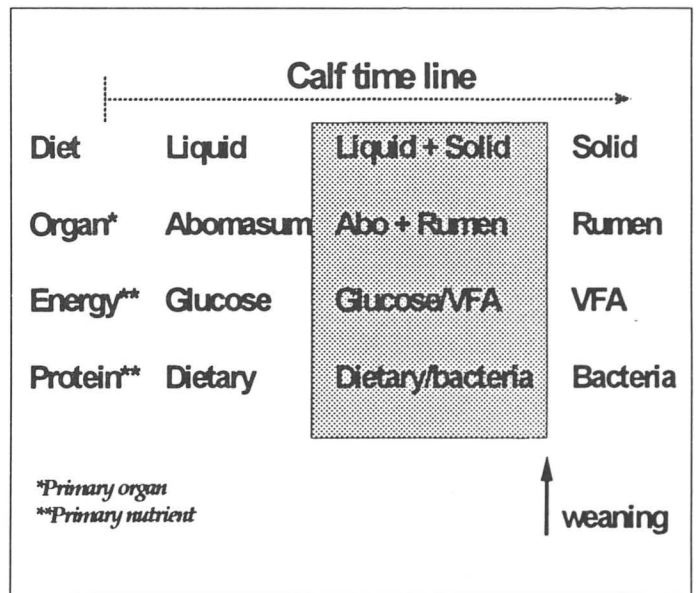 Calf time line
Diet Liquid Liquid + Solid Solid
Organ* Abomasum Abo + Rumen Rumen
Energy** Glucose Glucose/VFA VFA
Protein** Dietary Dietary/bacteria Bacteria
*Primary organ
**Primary nutrient
weaning